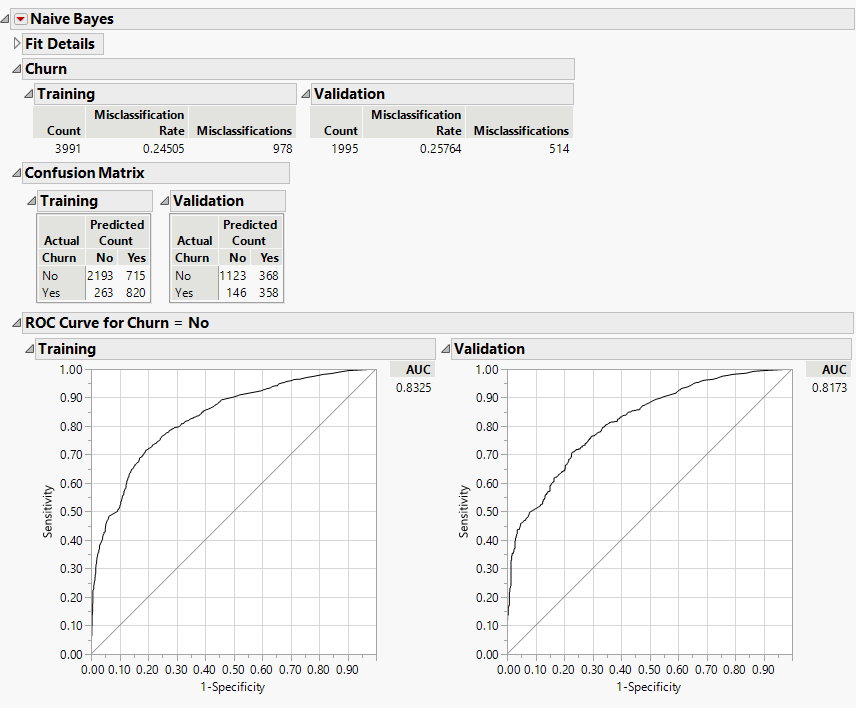 Naive Bayes
Fit Details
Churn
Training
Validation
Misclassification Misclassification
Count Rate Misclassifications Count Rate Misclassifications
3991 0.24505 978 1995 0.25764 514
Confusion Matrix
Training Validation
Predicted Predicted
Actual Count Actual Count
Churn No Yes Churn No Yes
No 2193 715 No 1123 368
Yes 263 820 Yes 146 358
ROC Curve for Churn = No
Training
AUC
0.8325
Sensitivity
1.00
0.90
0.80
0.70
0.60
0.50
0.40
0.30
0.20
0.10
0.00
0.00 0.10 0.20 0.30 0.40 0.50 0.60 0.70 0.80 0.90
1-Specificity
Validation
AUC
0.8173
Sensitivity
1.00
0.90
0.80
0.70
0.60
0.50
0.40
0.30
0.20
0.10
0.00
0.00 0.10 0.20 0.30 0.40 0.50 0.60 0.70 0.80 0.90
1-Specificity